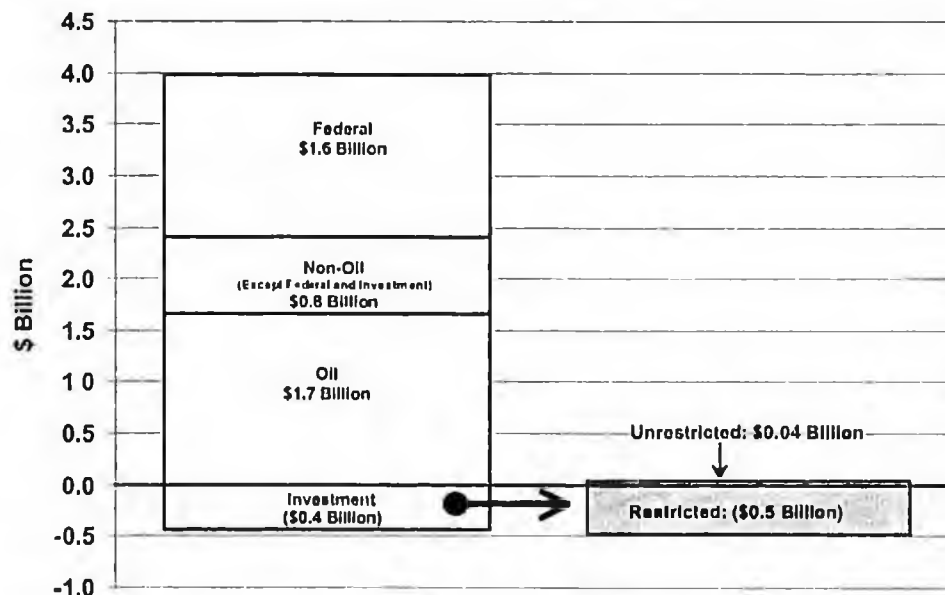 4.5
4.0
3.5
3.0
2.5
2.0
1.5
1 0
0.5
0.0
-0.5
-1.0
$ Billion
Federal
$1.6 Billion
Non-Oil
(Except Federal and Investment)
$0.8 Billion
Oil
$1.7 Billion
Investment
($0.4 Billion)
Unrestricted: $0.04 Billion
Restricted: ($0.5 Billion)